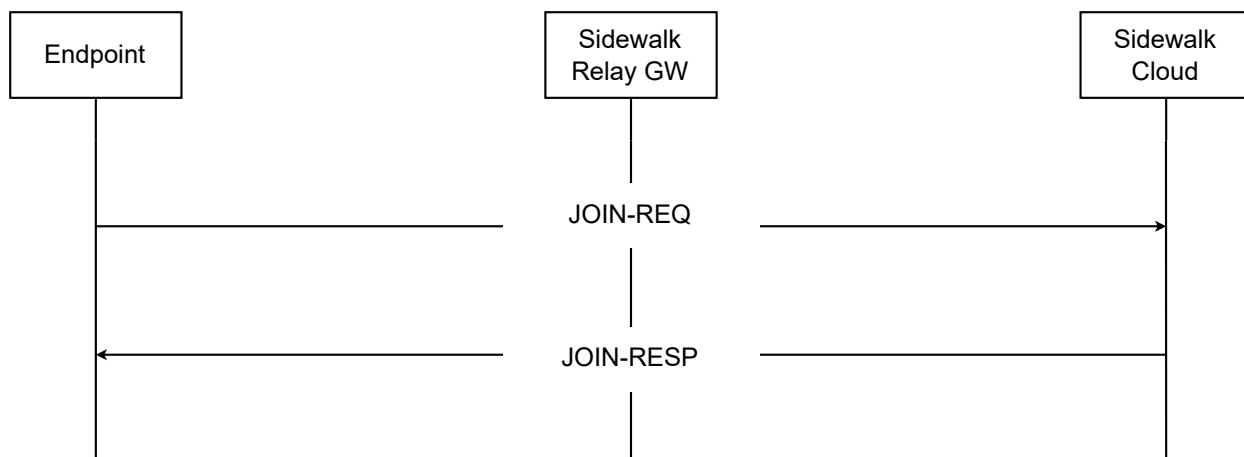 Endpoint
Sidewalk
Relay GW
Sidewalk
Cloud
JOIN-REQ
JOIN-RESP